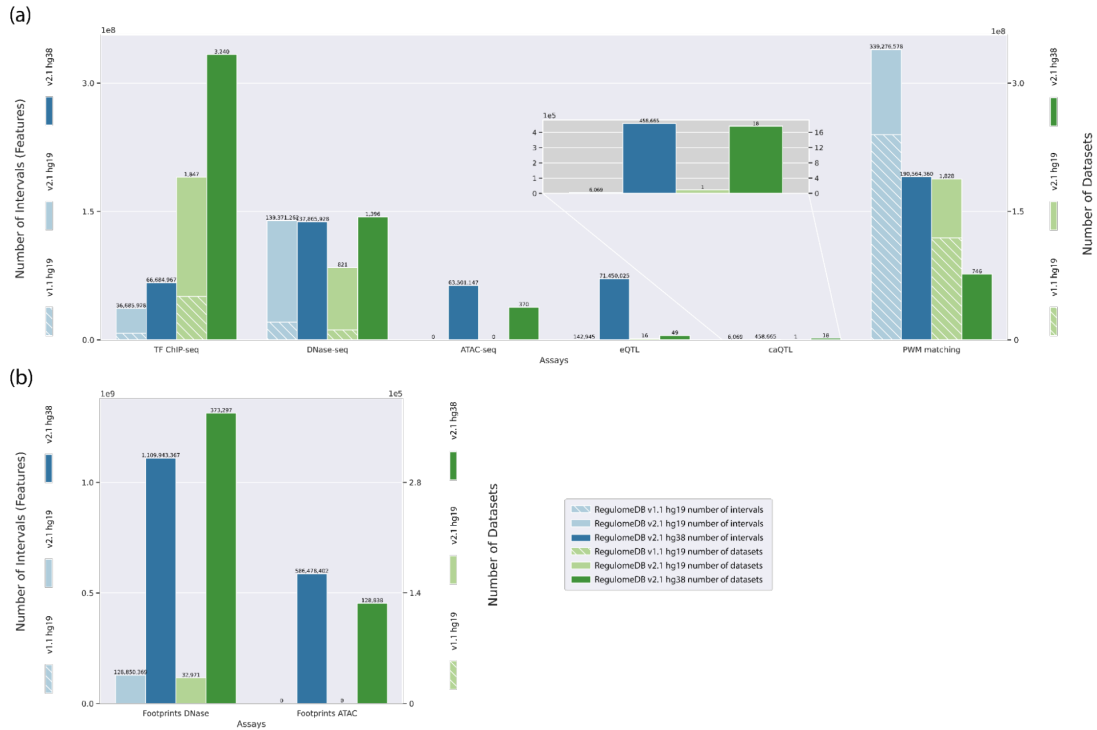 (a)
1e8
1e8
v2.1 hg38
v2.1 hg19
v1.1 hg19
Number of Intervals (Features)
3.0
1.5
0.0
36,685,978
66,684,967
1,847
3,240
TF ChIP-seq
139,371,262
137,865,928
821
1,396
DNase-seq
0
63,501,147
0
370
ATAC-seq
142,945
71,450,025
16
49
eQTL
6,069
458,665
1
18
caQTL
339,276,578
190,564,360
1,828
746
PWM matching
Assays
1e5
4
3
2
1
0
6,069
458,665
1
18
16
12
8
4
0
3.0
1.5
0
Number of Datasets
v2.1 hg38
v2.1 hg19
v1.1 hg19
(b)
1e9
1e5
v2.1 hg38
v2.1 hg19
v1.1 hg19
Number of Intervals (Features)
1.0
0.5
0.0
1,109,983,367
373,297
32,971
Footprints DNase
0
586,478,402
0
Footprints ATAC
Assays
2.8
1.4
0
v2.1 hg38
v2.1 hg19
v1.1 hg19
Number of Datasets
RegulomeDB v1.1 hg19 number of intervals
RegulomeDB v2.1 hg19 number of intervals
RegulomeDB v2.1 hg38 number of intervals
RegulomeDB v1.1 hg19 number of datasets
RegulomeDB v2.1 hg19 number of datasets
RegulomeDB v2.1 hg38 number of datasets